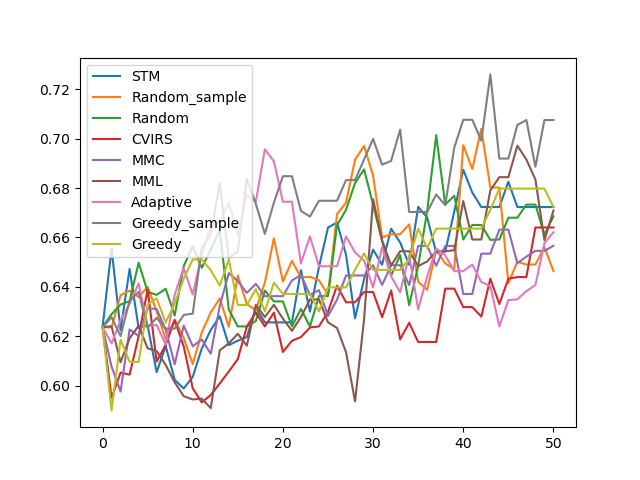 STM
Random_sample
Random
CVIRS
MMC
MML
Adaptive
Greedy_sample
Greedy
0.72
0.70
0.68
0.66
0.64
0.62
0.60
0 10 20 30 40 50